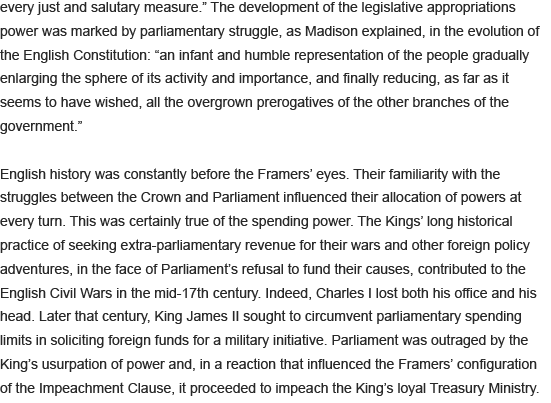 every just and salutary measure.” The development of the legislative appropriations
power was marked by parliamentary struggle, as Madison explained, in the evolution of
the English Constitution: “an infant and humble representation of the people gradually
enlarging the sphere of its activity and importance, and finally reducing, as far as it
seems to have wished, all the overgrown prerogatives of the other branches of the
government.”
English history was constantly before the Framers’ eyes. Their familiarity with the
struggles between the Crown and Parliament influenced their allocation of powers at
every turn. This was certainly true of the spending power. The Kings’ long historical
practice of seeking extra-parliamentary revenue for their wars and other foreign policy
adventures, in the face of Parliament’s refusal to fund their causes, contributed to the
English Civil Wars in the mid-17th century. Indeed, Charles I lost both his office and his
head. Later that century, King James II sought to circumvent parliamentary spending
limits in soliciting foreign funds for a military initiative. Parliament was outraged by the
King’s usurpation of power and, in a reaction that influenced the Framers’ configuration
of the Impeachment Clause, it proceeded to impeach the King’s loyal Treasury Ministry.